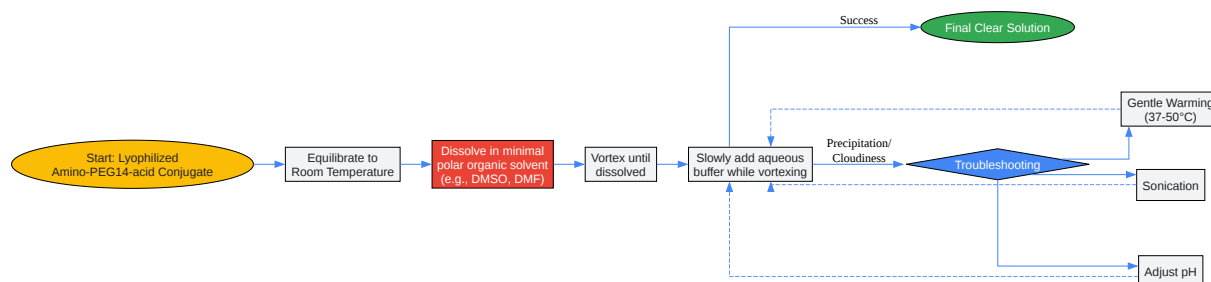 Success
Final Clear Solution
Gentle Warming
(37-50°C)
Start: Lyophilized
Amino-PEG14-acid Conjugate
Equilibrate to
Room Temperature
Dissolve in minimal
polar organic solvent
(e.g., DMSO, DMF)
Vortex until
dissolved
Slowly add aqueous
buffer while vortexing
Precipitation/
Cloudiness
Troubleshooting
Sonication
Adjust pH